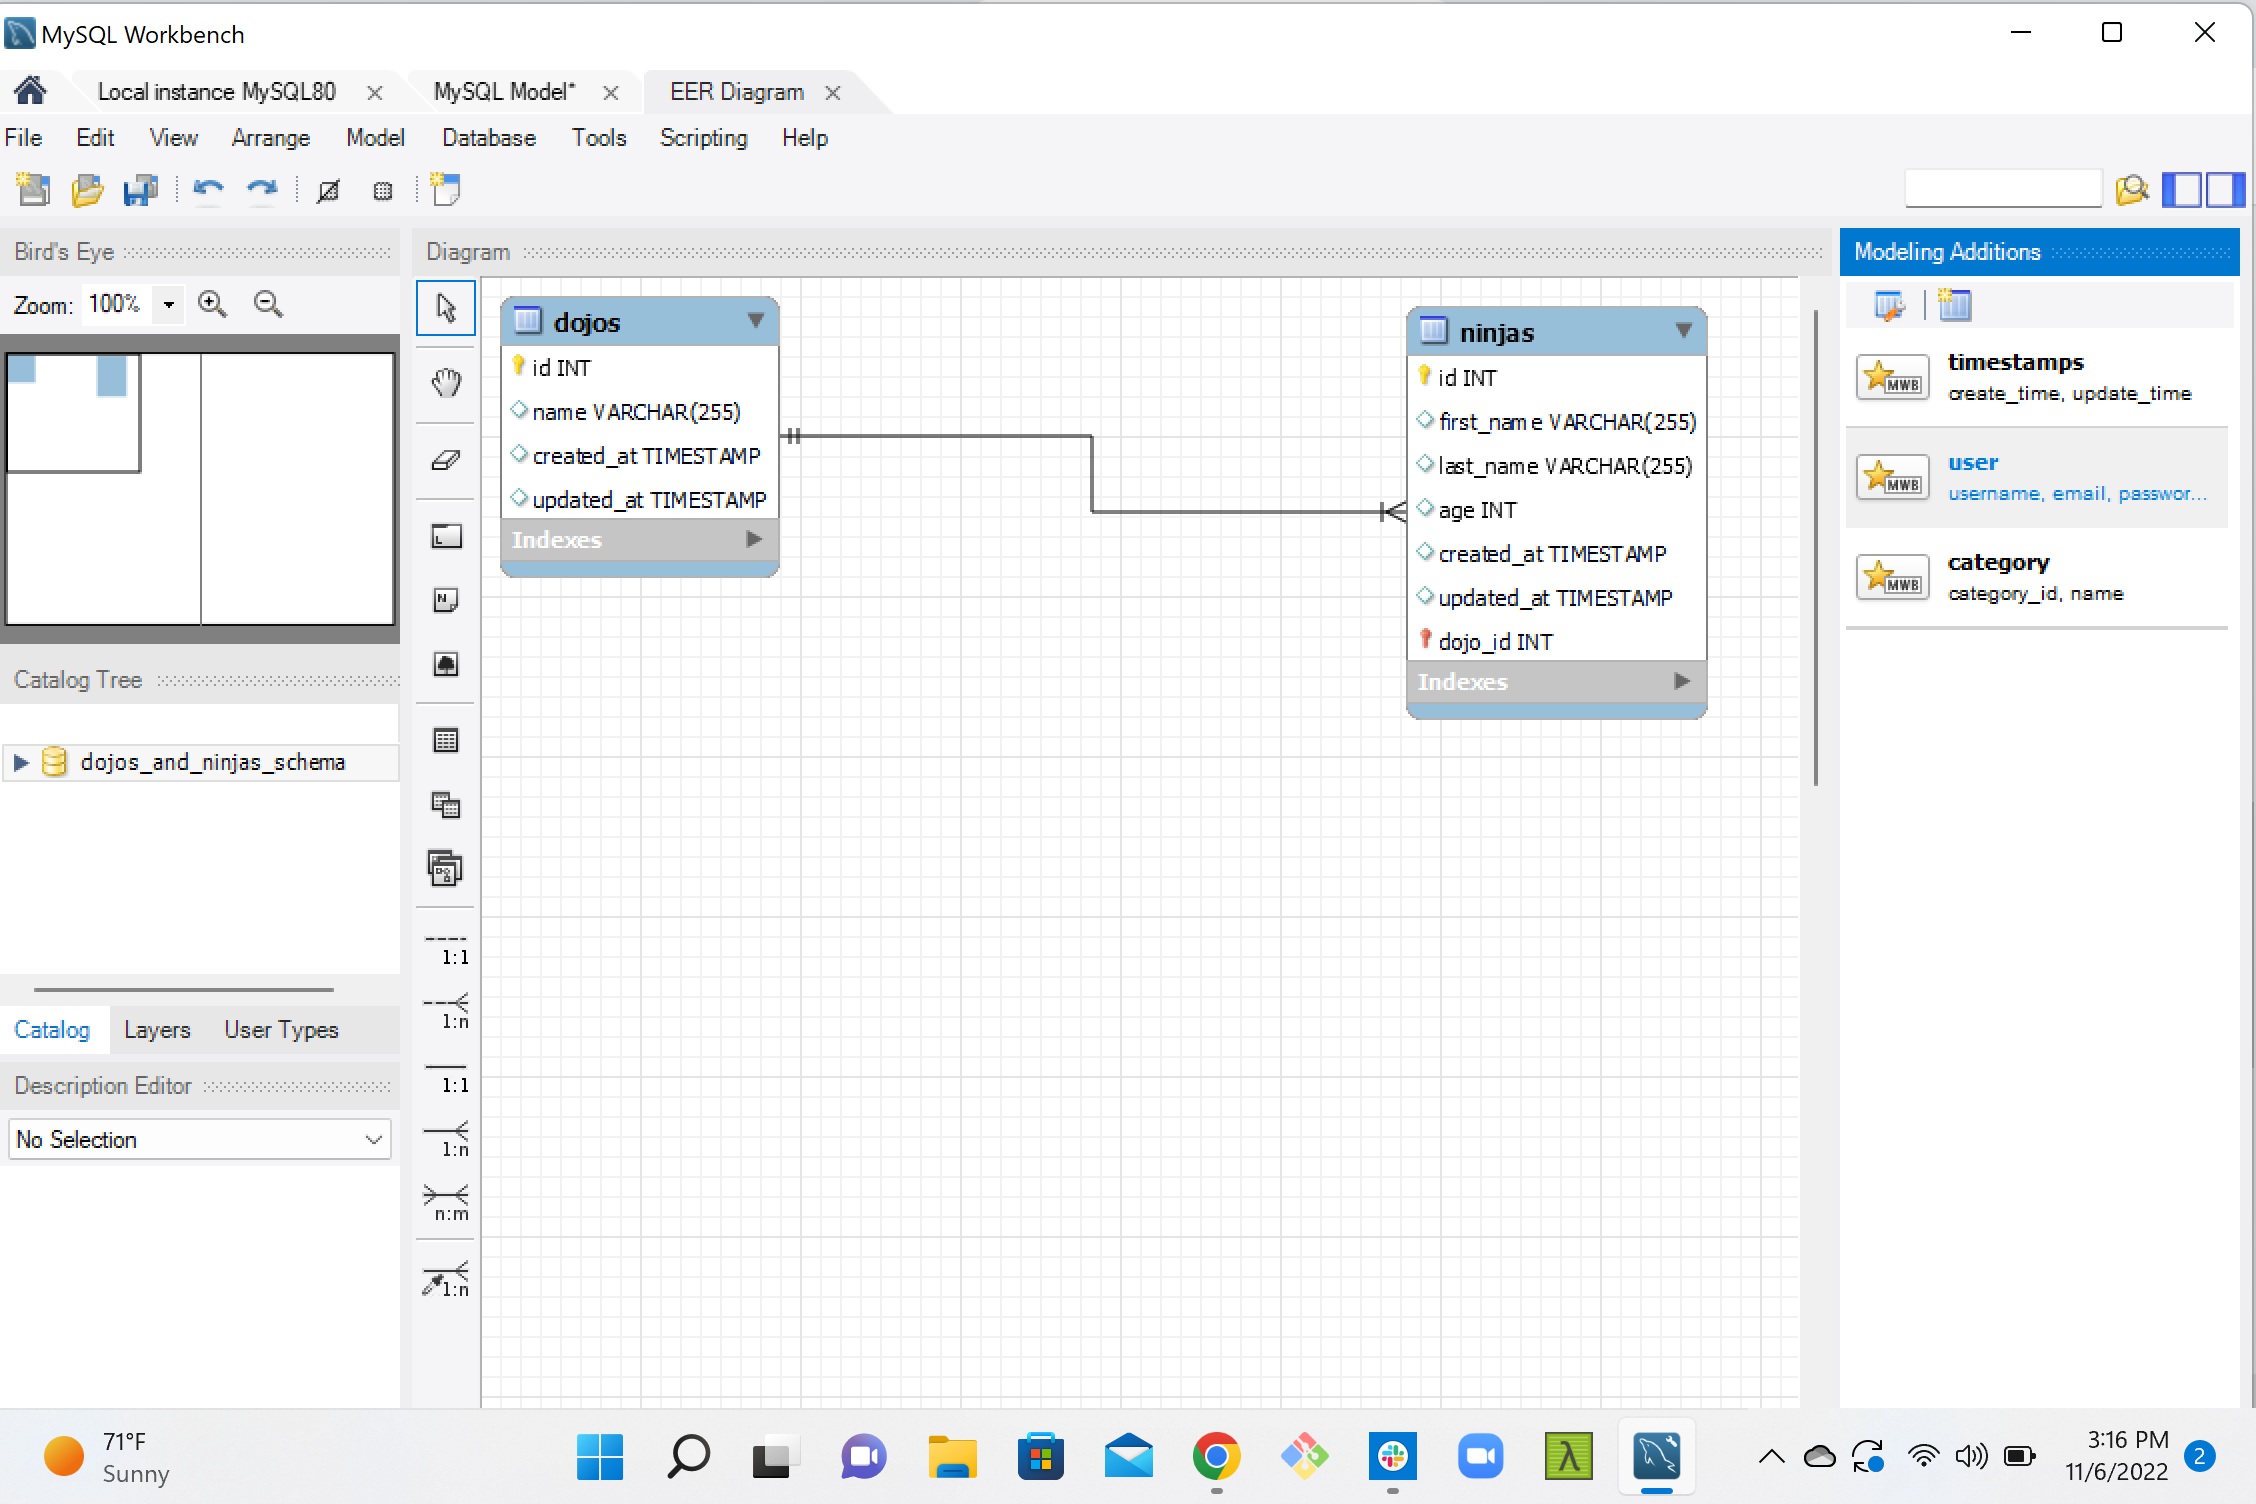 MySQL Workbench
Local instance MySQL80
MySQL Model*
EER Diagram
File Edit View Arrange Model Database Tools Scripting Help
Bird's Eye
Zoom: 100%
Catalog Tree
dojos_and_ninjas_schema
Catalog Layers User Types
Description Editor
No Selection
Diagram
L
N
1:1
1:n
1:1
1:n
n:m
1:n
dojos
id INT
name VARCHAR(255)
created_at TIMESTAMP
updated_at TIMESTAMP
Indexes
ninjas
id INT
first_name VARCHAR(255)
last_name VARCHAR(255)
age INT
created_at TIMESTAMP
updated_at TIMESTAMP
dojo_id INT
Indexes
Modeling Additions
MWB
timestamps
create_time, update_time
MWB
user
username, email, passwor...
MWB
category
category_id, name
71°F
Sunny
λ
3:16 PM
11/6/2022
2